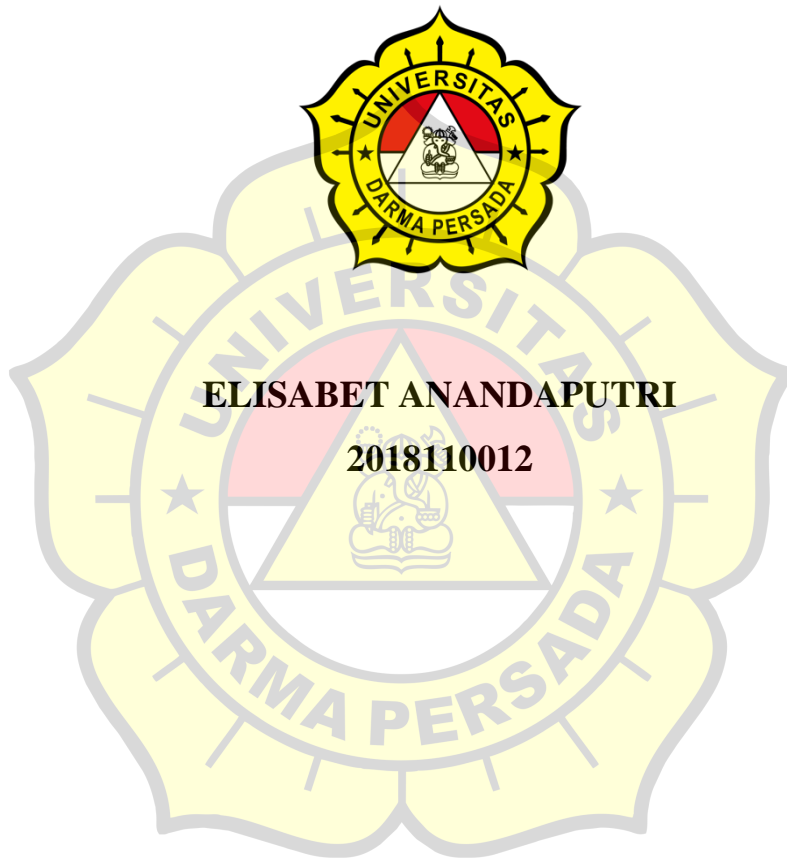 UNIVERSITAS
DARMA PERSADA
ELISABET ANANDAPUTRI
2018110012
UNIVERSITAS
DARMA PERSADA